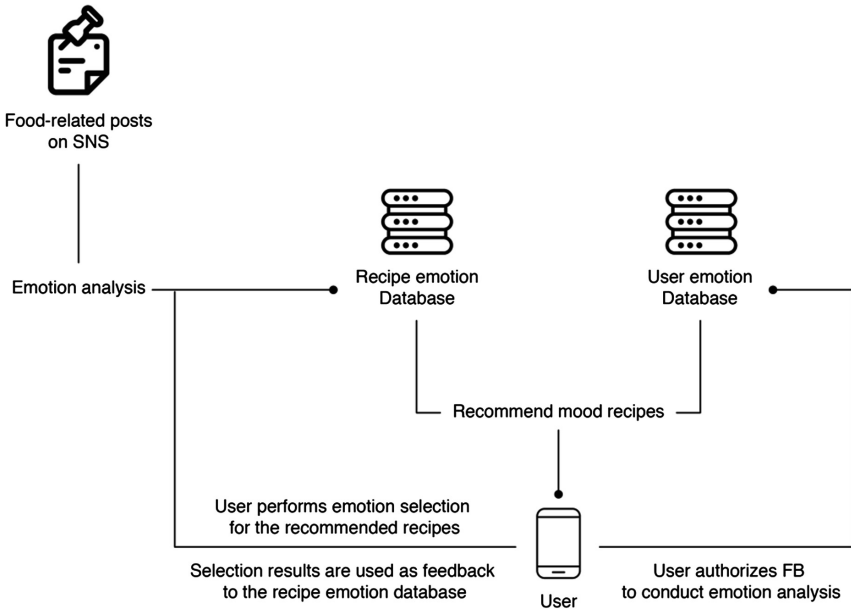 Food-related posts
on SNS
Emotion analysis
Recipe emotion
Database
User emotion
Database
Recommend mood recipes
User performs emotion selection
for the recommended recipes
Selection results are used as feedback
to the recipe emotion database
User
User authorizes FB
to conduct emotion analysis